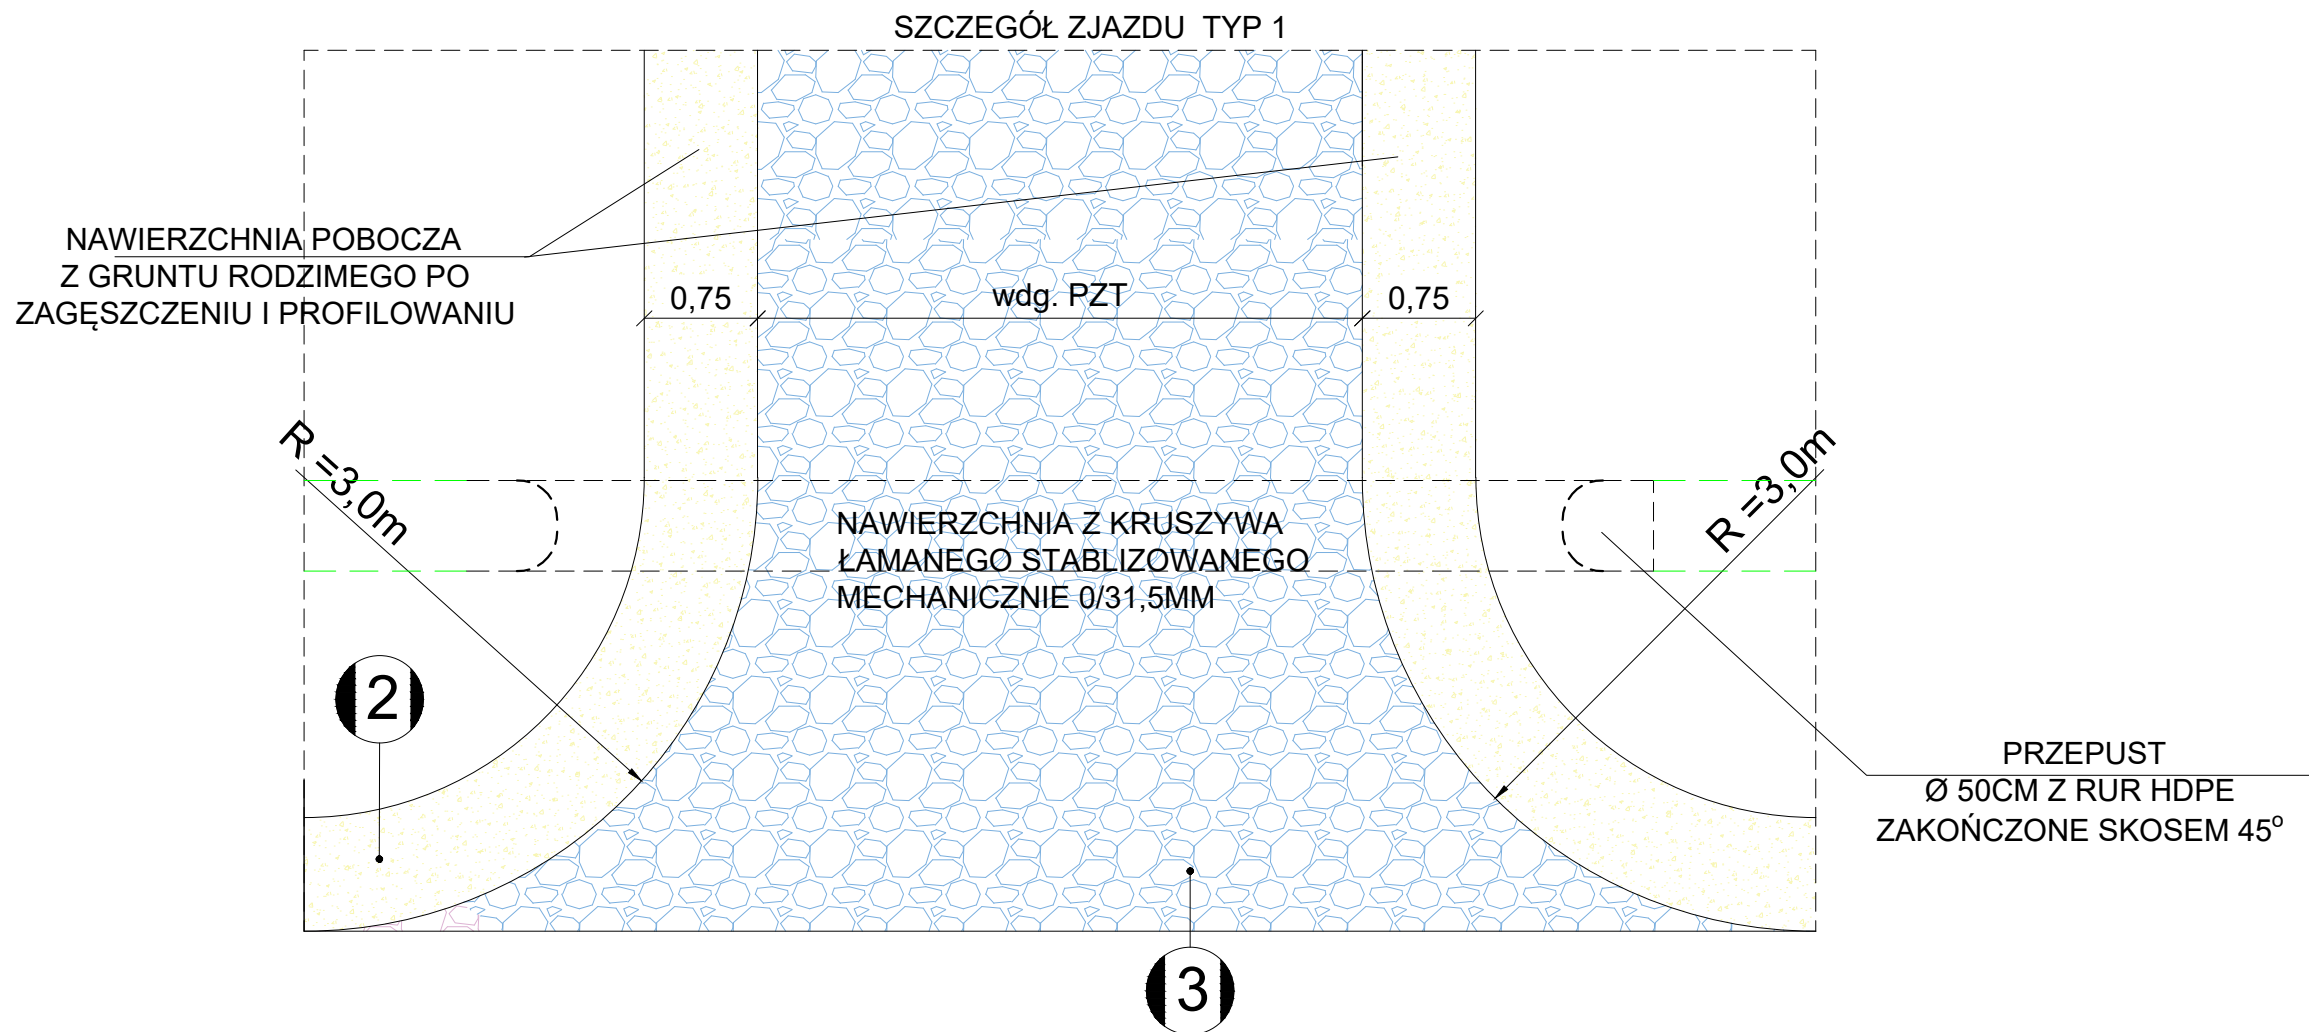 SZCZEGÓŁ ZJAZDU TYP 1
NAWIERZCHNIA POBOCZA
Z GRUNTU RODZIMEGO PO
ZAGĘSZCZENIU I PROFILOWANIU
0,75
wdg. PZT
0,75
R =3,0m
R =3,0m
NAWIERZCHNIA Z KRUSZYWA
ŁAMANEGO STABLIZOWANEGO
MECHANICZNIE 0/31,5MM
2
PRZEPUST
Ø 50CM Z RUR HDPE
ZAKOŃCZONE SKOSEM 45°
3